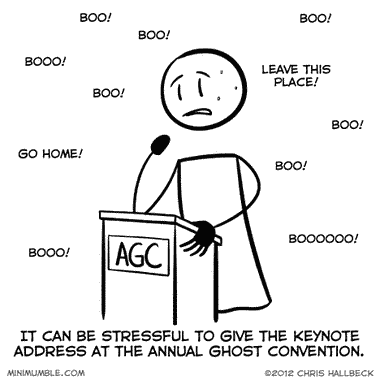 BOO!
BOO!
BOO!
BOOO!
LEAVE THIS
PLACE!
BOO!
BOO!
GO HOME!
BOO!
BOOO!
BOOOOOO!
AGC
IT CAN BE STRESSFUL TO GIVE THE KEYNOTE
ADDRESS AT THE ANNUAL GHOST CONVENTION.
MINIMUMBLE.COM
©2012 CHRIS HALLBECK